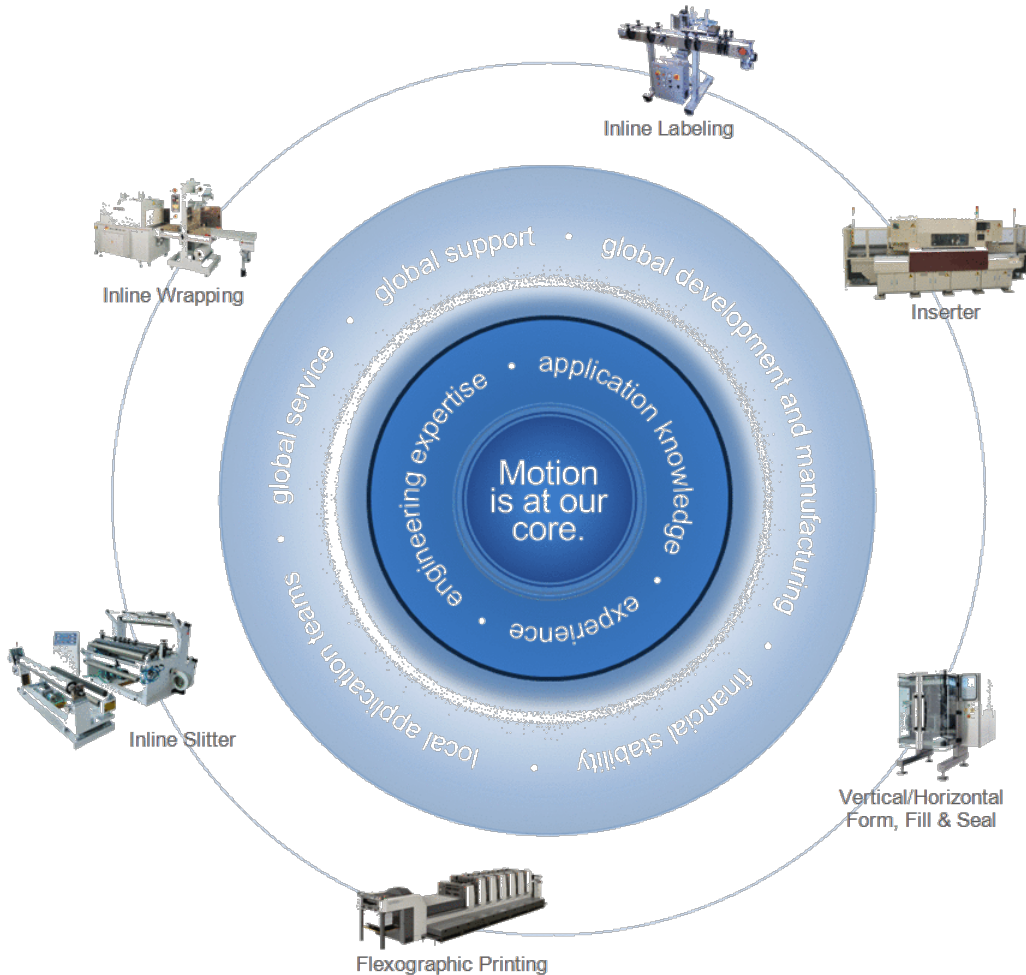 Inline Labeling
Inline Wrapping
Inserter
global support • global development and manufacturing • financial stability • local application teams • global service •
engineering expertise • application knowledge • experience •
Motion
is at our
core.
Inline Slitter
Vertical/Horizontal
Form, Fill & Seal
Flexographic Printing